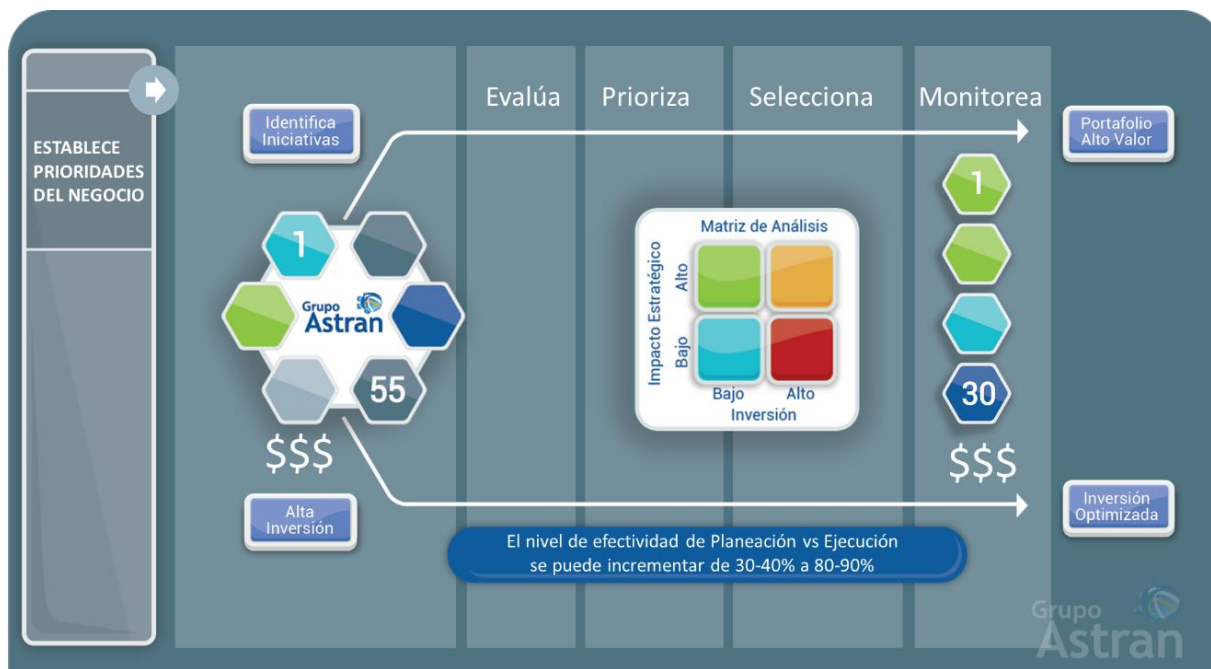 ESTABLECE
PRIORIDADES
DEL NEGOCIO
Identifica
Iniciativas
Evalúa
Prioriza
Selecciona
Monitorea
Portafolio
Alto Valor
1
Grupo
Astran
55
$$$
Alta
Inversión
Matriz de Análisis
Impacto Estratégico
Alto
Bajo
Bajo
Alto
Inversión
1
30
$$$
Inversión
Optimizada
El nivel de efectividad de Planeación vs Ejecución
se puede incrementar de 30-40% a 80-90%
Grupo
Astran